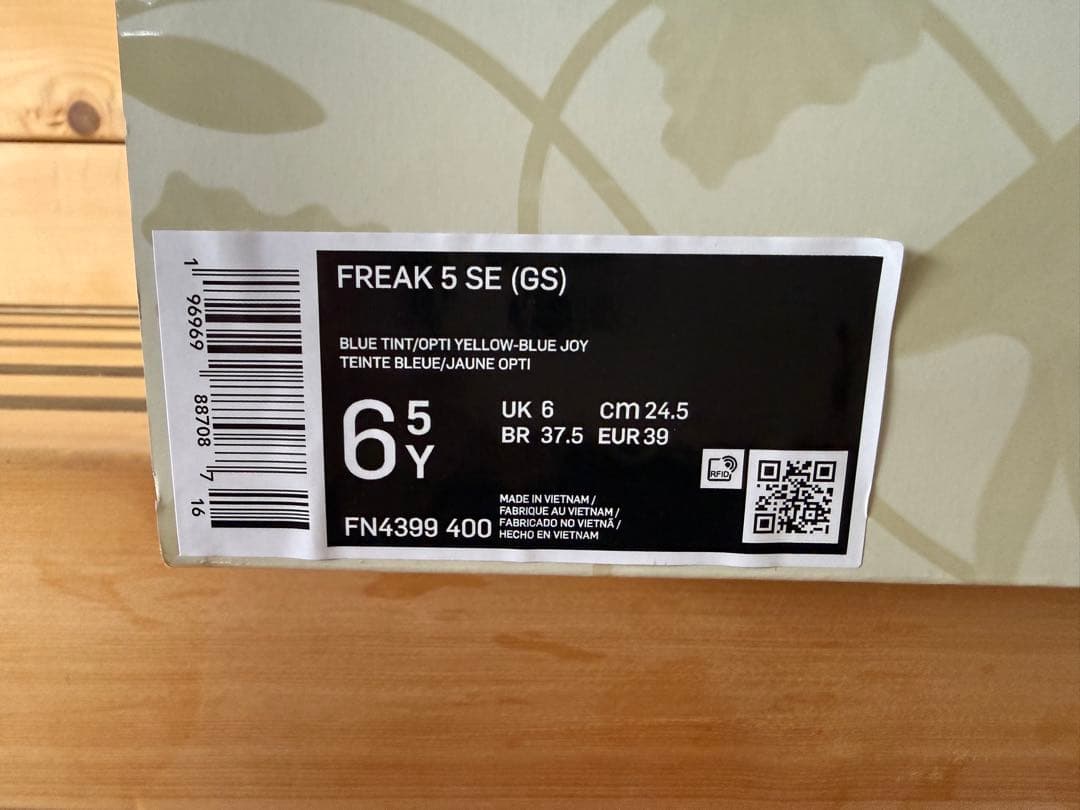 FREAK 5 SE (GS)
BLUE TINT/OPTI YELLOW-BLUE JOY
TEINTE BLEUE/JAUNE OPTI
6 5 Y
UK 6 cm 24.5
BR 37.5 EUR 39
FN4399 400
MADE IN VIETNAM /
FABRIQUE AU VIETNAM /
FABRICADO NO VIETNÃ /
HECHO EN VIETNAM
RFID
1 96969 88708 7 16